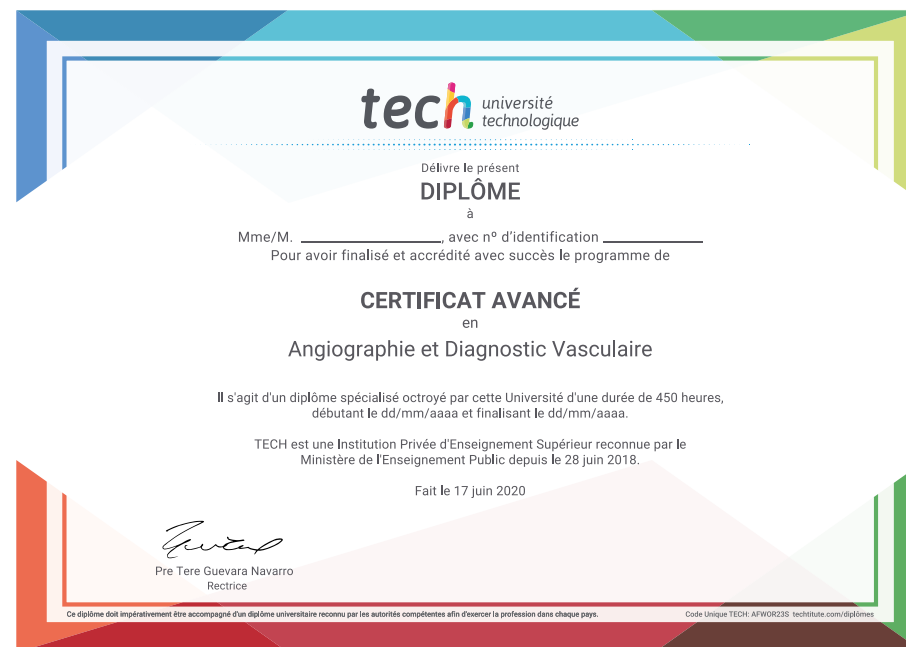 tech université
technologique
Délivre le présent
DIPLÔME
à
Mme/M. ____________________, avec nº d'identification ______________
Pour avoir finalisé et accrédité avec succès le programme de
CERTIFICAT AVANCÉ
en
Angiographie et Diagnostic Vasculaire
Il s'agit d'un diplôme spécialisé octroyé par cette Université d'une durée de 450 heures,
débutant le dd/mm/aaaa et finalisant le dd/mm/aaaa.
TECH est une Institution Privée d'Enseignement Supérieur reconnue par le
Ministère de l'Enseignement Public depuis le 28 juin 2018.
Fait le 17 juin 2020
Pre Tere Guevara Navarro
Rectrice
Ce diplôme doit impérativement être accompagné d'un diplôme universitaire reconnu par les autorités compétentes afin d'exercer la profession dans chaque pays.
Code Unique TECH: AFWOR23S techtitute.com/diplômes